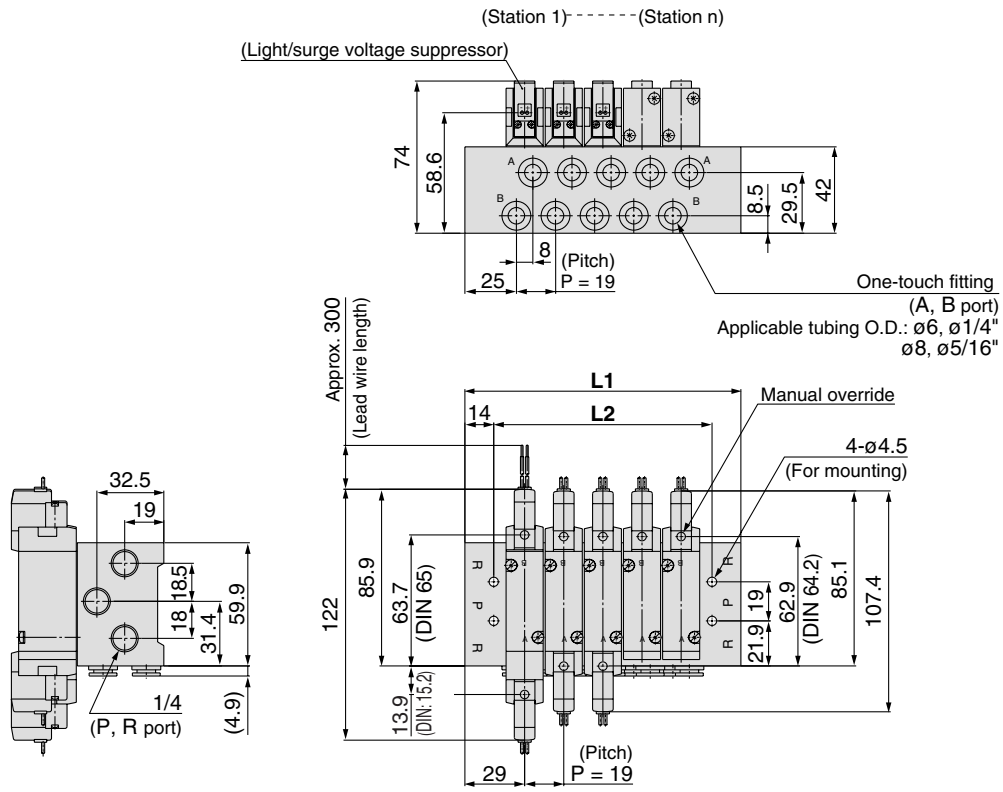 (Station 1) (Station n)
(Light/surge voltage suppressor)
74
58.6
A
A
B
B
8.5
29.5
42
8
(Pitch)
25
P = 19
One-touch fitting
(A, B port)
Applicable tubing O.D.: ø6, ø1/4"
ø8, ø5/16"
Approx. 300
(Lead wire length)
L1
14
L2
Manual override
4-ø4.5
(For mounting)
32.5
19
18.5
18
31.4
59.9
(4.9)
1/4
(P, R port)
122
85.9
63.7
(DIN 65)
13.9
(DIN: 15.2)
R
P
R
B
B
B
B
B
A
A
A
A
A
R
P
R
19
21.9
62.9
(DIN 64.2)
85.1
107.4
29
(Pitch)
P = 19